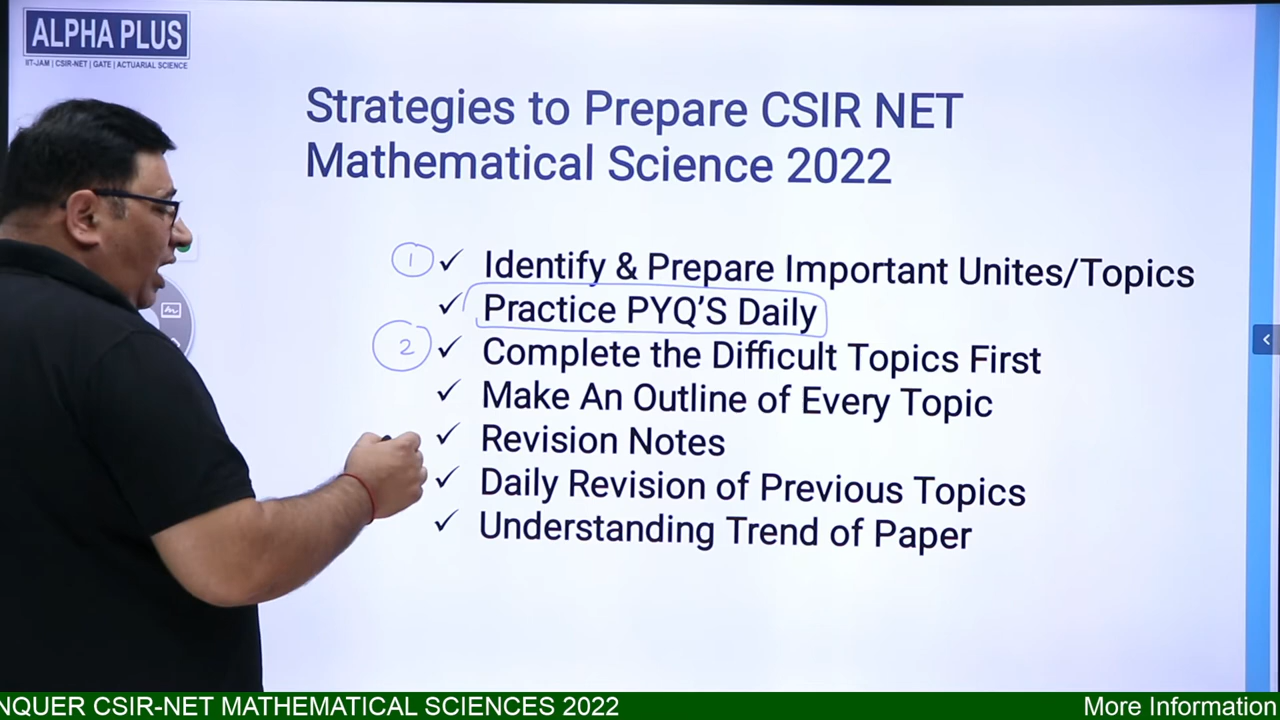 ALPHA PLUS
IIT-JAM | CSIR-NET | GATE | ACTUARIAL SCIENCE
Strategies to Prepare CSIR NET
Mathematical Science 2022
1 ✓ Identify & Prepare Important Unites/Topics
✓ Practice PYQ'S Daily
2 ✓ Complete the Difficult Topics First
✓ Make An Outline of Every Topic
✓ Revision Notes
✓ Daily Revision of Previous Topics
✓ Understanding Trend of Paper
NQUER CSIR-NET MATHEMATICAL SCIENCES 2022
More Information